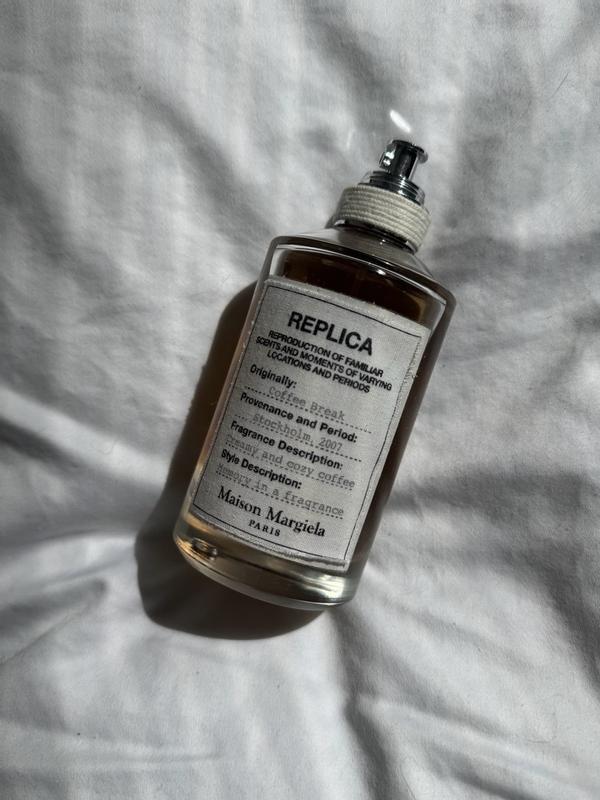 REPLICA
REPRODUCTION OF FAMILIAR
SCENTS AND MOMENTS OF VARYING
LOCATIONS AND PERIODS
Originally:
Coffee Break
Provenance and Period:
Stockholm, 2007
Fragrance Description:
Creamy and cozy coffee
Style Description:
Memory in a fragrance
Maison Margiela
PARIS